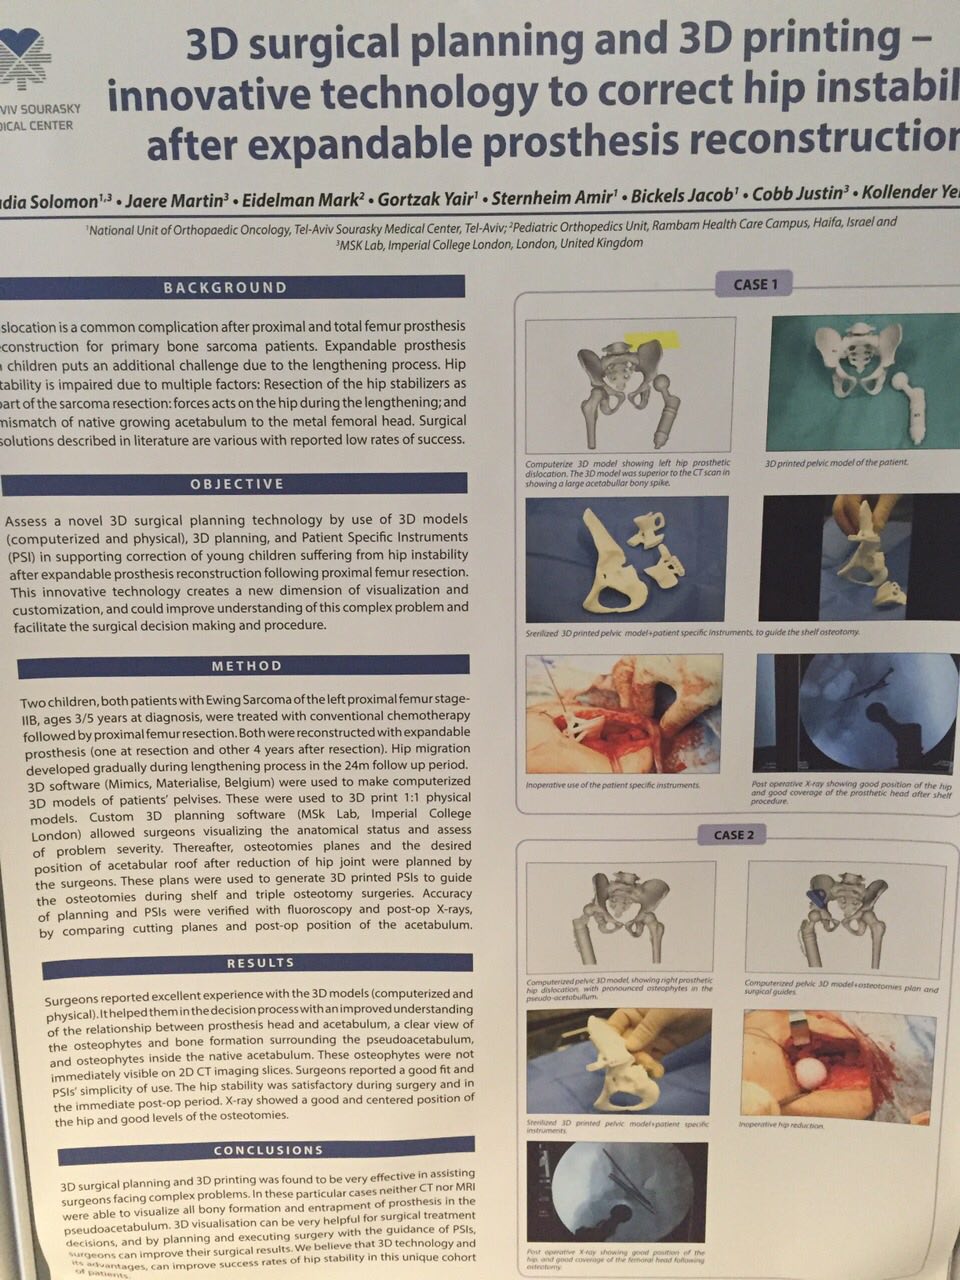 3D surgical planning and 3D printing –
innovative technology to correct hip
after expandable prosthesis reconstruction
VIV SOURASKY
ICAL CENTER
Solomon1,3 • Jaere Martin3 • Eidelman Mark2 • Gortzak Yair1 • Sternheim Amir1 • Bickels Jacob1 • Cobb Justin3 • Kollender
1National Unit of Orthopaedic Oncology, Tel-Aviv Sourasky Medical Center, Tel-Aviv; 2Pediatric Orthopedics Unit, Rambam Health Care Campus, Haifa, Israel and
3MSK Lab, Imperial College London, London, United Kingdom
BACKGROUND
slocation is a common complication after proximal and total femur prosthesis
construction for primary bone sarcoma patients. Expandable prosthesis
children puts an additional challenge due to the lengthening process. Hip
tability is impaired due to multiple factors: Resection of the hip stabilizers as
part of the sarcoma resection: forces acts on the hip during the lengthening; and
mismatch of native growing acetabulum to the metal femoral head. Surgical
solutions described in literature are various with reported low rates of success.
OBJECTIVE
Assess a novel 3D surgical planning technology by use of 3D models
(computerized and physical), 3D planning, and Patient Specific Instruments
(PSI) in supporting correction of young children suffering from hip instability
after expandable prosthesis reconstruction following proximal femur resection.
This innovative technology creates a new dimension of visualization and
customization, and could improve understanding of this complex problem and
facilitate the surgical decision making and procedure.
METHOD
Two children, both patients with Ewing Sarcoma of the left proximal femur stage-
IIB, ages 3/5 years at diagnosis, were treated with conventional chemotherapy
followed by proximal femur resection. Both were reconstructed with expandable
prosthesis (one at resection and other 4 years after resection). Hip migration
developed gradually during lengthening process in the 24m follow up period.
3D software (Mimics, Materialise, Belgium) were used to make computerized
3D models of patients' pelvises. These were used to 3D print 1:1 physical
models. Custom 3D planning software (MSk Lab, Imperial College
London) allowed surgeons visualizing the anatomical status and assess
of problem severity. Thereafter, osteotomies planes and the desired
position of acetabular roof after reduction of hip joint were planned by
the surgeons. These plans were used to generate 3D printed PSIs to guide
the osteotomies during shelf and triple osteotomy surgeries. Accuracy
of planning and PSIs were verified with fluoroscopy and post-op X-rays,
by comparing cutting planes and post-op position of the acetabulum.
RESULTS
Surgeons reported excellent experience with the 3D models (computerized and
physical). It helped them in the decision process with an improved understanding
of the relationship between prosthesis head and acetabulum, a clear view of
the osteophytes and bone formation surrounding the pseudoacetabulum,
and osteophytes inside the native acetabulum. These osteophytes were not
immediately visible on 2D CT imaging slices. Surgeons reported a good fit and
PSIs' simplicity of use. The hip stability was satisfactory during surgery and in
the immediate post-op period. X-ray showed a good and centered position of
the hip and good levels of the osteotomies.
CONCLUSIONS
3D surgical planning and 3D printing was found to be very effective in assisting
surgeons facing complex problems. In these particular cases neither CT nor MRI
were able to visualize all bony formation and entrapment of prosthesis in the
pseudoacetabulum. 3D visualisation can be very helpful for surgical treatment
decisions, and by planning and executing surgery with the guidance of PSIs,
surgeons can improve their surgical results. We believe that 3D technology and
its advantages, can improve success rates of hip stability in this unique cohort
of patients.
CASE 1
Computerize 3D model showing left hip prosthetic
dislocation. The 3D model was superior to the CT scan in
showing a large acetabullar bony spike.
3D printed pelvic model of the patient.
Srerilized 3D printed pelvic model+patient specific instruments, to guide the shelf osteotomy.
Inoperative use of the patient specific instruments.
Post operative X-ray showing good position of the hip
and good coverage of the prosthetic head after shelf
procedure.
CASE 2
Computerized pelvic 3D model, showing right prosthetic
hip dislocation, with pronounced osteophytes in the
pseudo-acetabullum.
Computerized pelvic 3D model+osteotomies plan and
surgical guides.
Sterilized 3D printed pelvic model+patient specific
instruments.
Inoperative hip reduction.
Post operative X-ray showing good position of the
hip, and good coverage of the femoral head following
osteotomy.